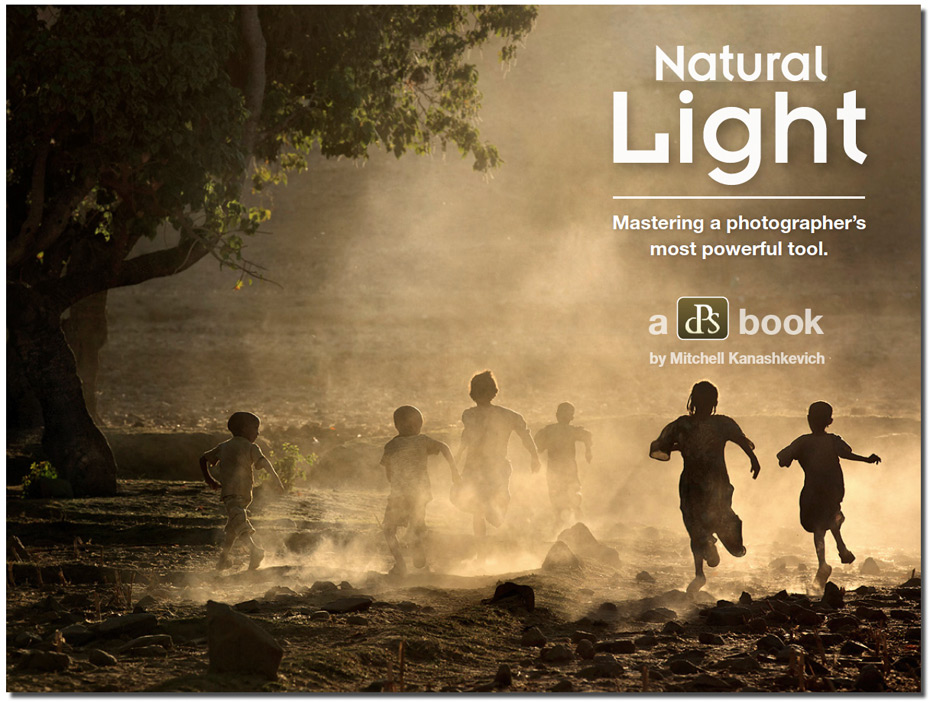 Natural
Light
Mastering a photographer's
most powerful tool.
a dPs book
by Mitchell Kanashkevich